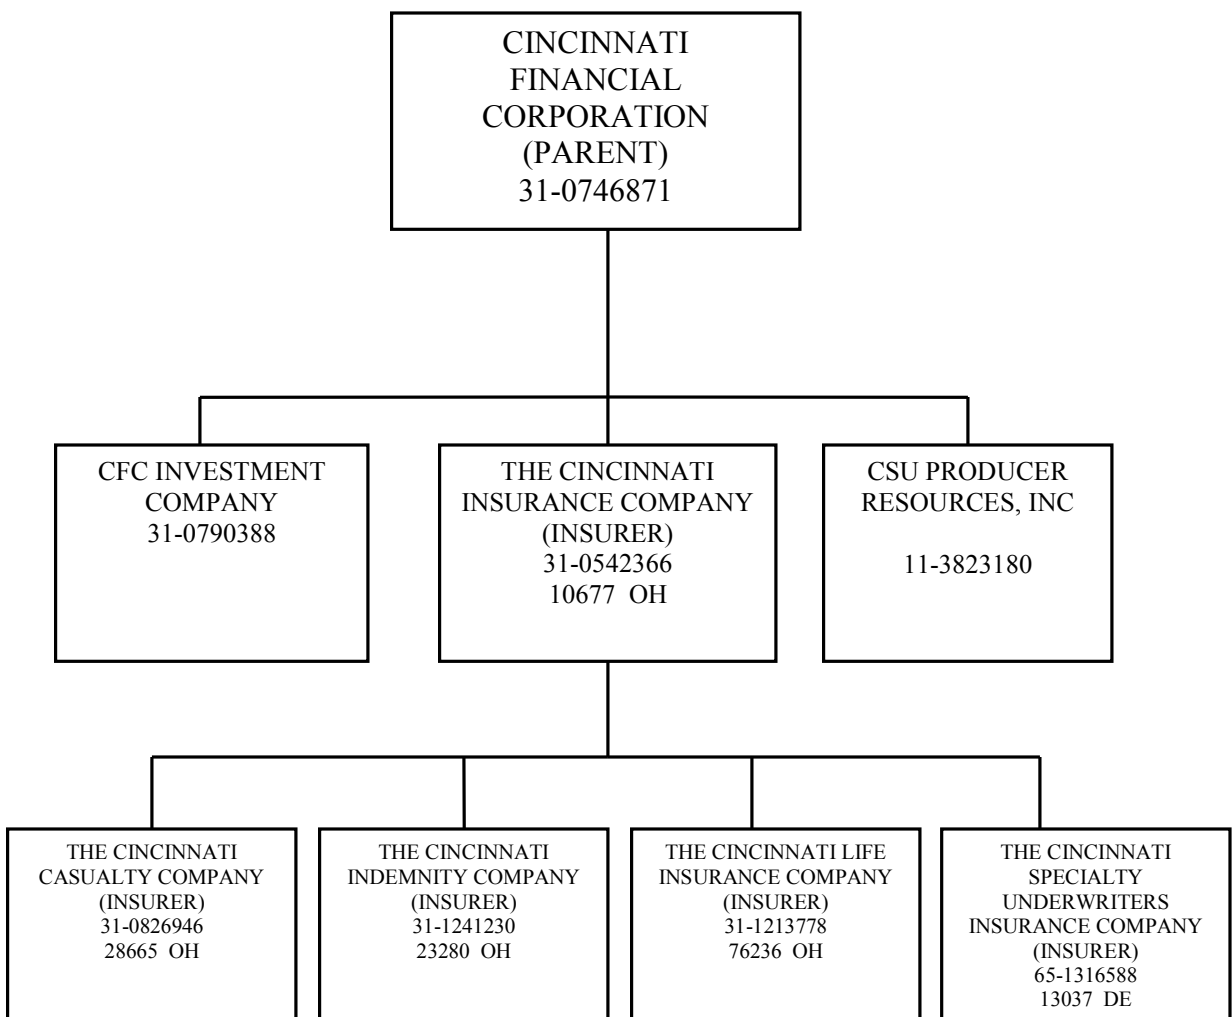 CINCINNATI
FINANCIAL
CORPORATION
(PARENT)
31-0746871
CFC INVESTMENT
COMPANY
31-0790388
THE CINCINNATI
INSURANCE COMPANY
(INSURER)
31-0542366
10677 OH
CSU PRODUCER
RESOURCES, INC
11-3823180
THE CINCINNATI
CASUALTY COMPANY
(INSURER)
31-0826946
28665 OH
THE CINCINNATI
INDEMNITY COMPANY
(INSURER)
31-1241230
23280 OH
THE CINCINNATI LIFE
INSURANCE COMPANY
(INSURER)
31-1213778
76236 OH
THE CINCINNATI
SPECIALTY
UNDERWRITERS
INSURANCE COMPANY
(INSURER)
65-1316588
13037 DE